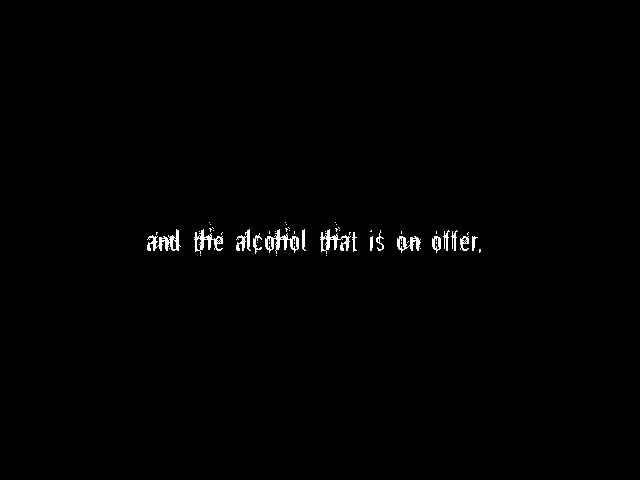 and the alcohol that is on offer.